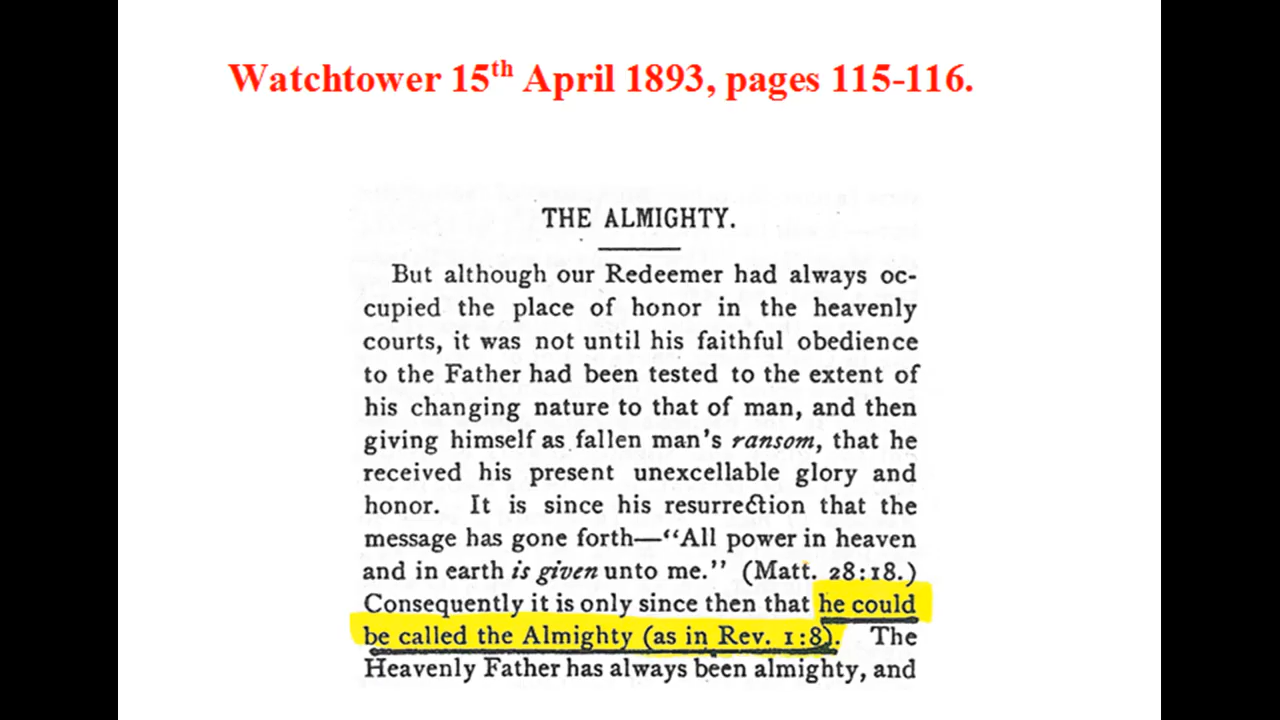 Watchtower 15th April 1893, pages 115-116.
THE ALMIGHTY.
But although our Redeemer had always oc-
cupied the place of honor in the heavenly
courts, it was not until his faithful obedience
to the Father had been tested to the extent of
his changing nature to that of man, and then
giving himself as fallen man's ransom, that he
received his present unexcellable glory and
honor. It is since his resurrection that the
message has gone forth—“All power in heaven
and in earth is given unto me.” (Matt. 28:18.)
Consequently it is only since then that he could
be called the Almighty (as in Rev. 1:8). The
Heavenly Father has always been almighty, and